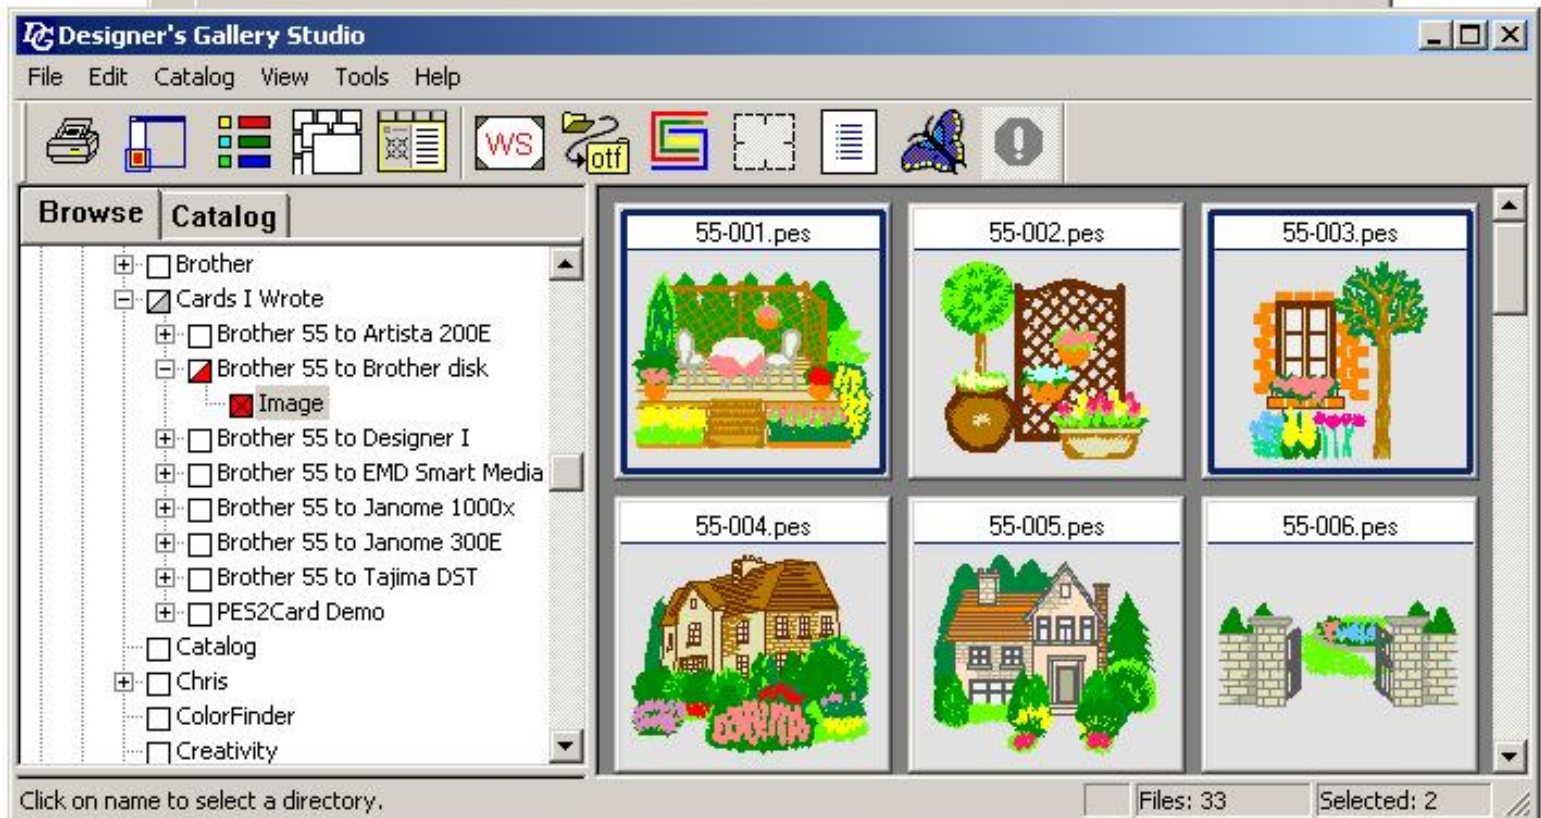 Designer's Gallery Studio
File Edit Catalog View Tools Help
WS
otf
Browse Catalog
Brother
Cards I Wrote
Brother 55 to Artista 200E
Brother 55 to Brother disk
Image
Brother 55 to Designer I
Brother 55 to EMD Smart Media
Brother 55 to Janome 1000x
Brother 55 to Janome 300E
Brother 55 to Tajima DST
PES2Card Demo
Catalog
Chris
ColorFinder
Creativity
55-001.pes 55-002.pes 55-003.pes
55-004.pes 55-005.pes 55-006.pes
Click on name to select a directory. Files: 33 Selected: 2